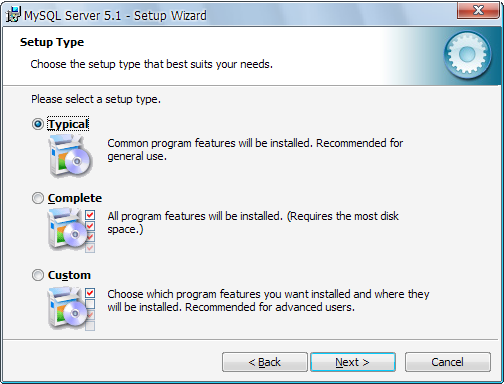 MySQL Server 5.1 - Setup Wizard
Setup Type
Choose the setup type that best suits your needs.
Please select a setup type.
Typical
Common program features will be installed. Recommended for
general use.
Complete
All program features will be installed. (Requires the most disk
space.)
Custom
Choose which program features you want installed and where they
will be installed. Recommended for advanced users.
< Back
Next >
Cancel